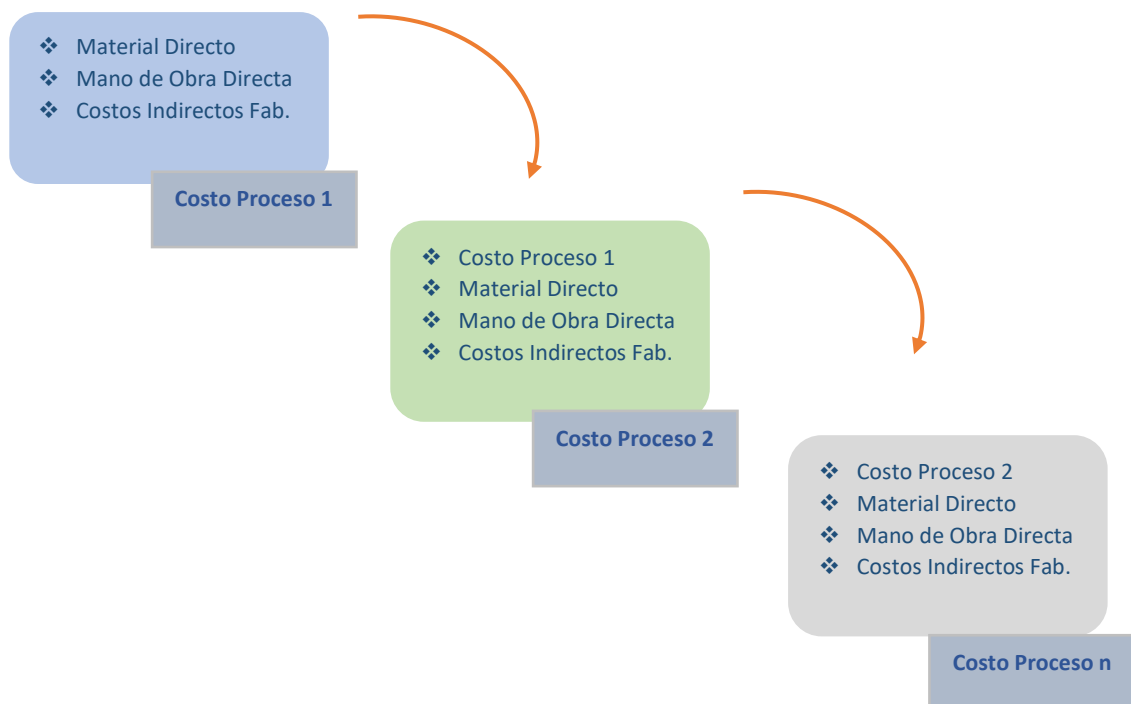 ❖ Material Directo
❖ Mano de Obra Directa
❖ Costos Indirectos Fab.
Costo Proceso 1
❖ Costo Proceso 1
❖ Material Directo
❖ Mano de Obra Directa
❖ Costos Indirectos Fab.
Costo Proceso 2
❖ Costo Proceso 2
❖ Material Directo
❖ Mano de Obra Directa
❖ Costos Indirectos Fab.
Costo Proceso n